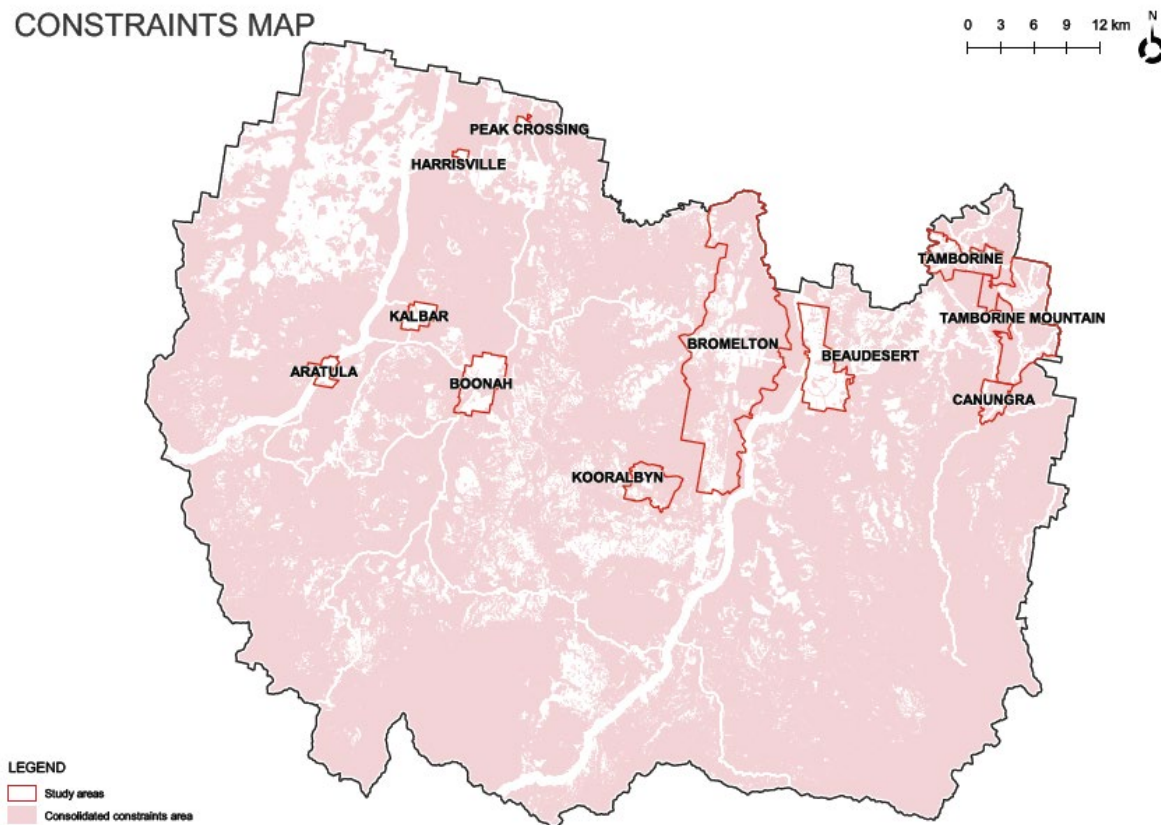 CONSTRAINTS MAP
0 3 6 9 12 km
N
PEAK CROSSING
HARRISVILLE
TAMBORINE
KALBAR
TAMBORINE MOUNTAIN
BROMELTON
BEAUDESERT
ARATULA
BOONAH
CANUNGRA
KOORALBYN
LEGEND
Study areas
Consolidated constraints area